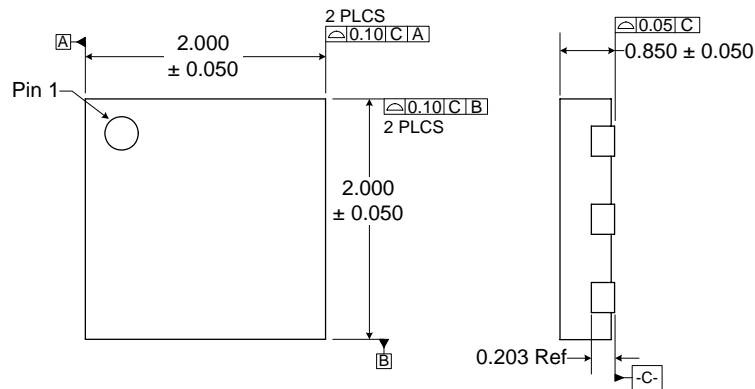 2 PLCS
⌓ 0.10 C A
A
2.000
± 0.050
Pin 1
⌓ 0.10 C B
2 PLCS
2.000
± 0.050
B
⌓ 0.05 C
0.850 ± 0.050
0.203 Ref
-C-